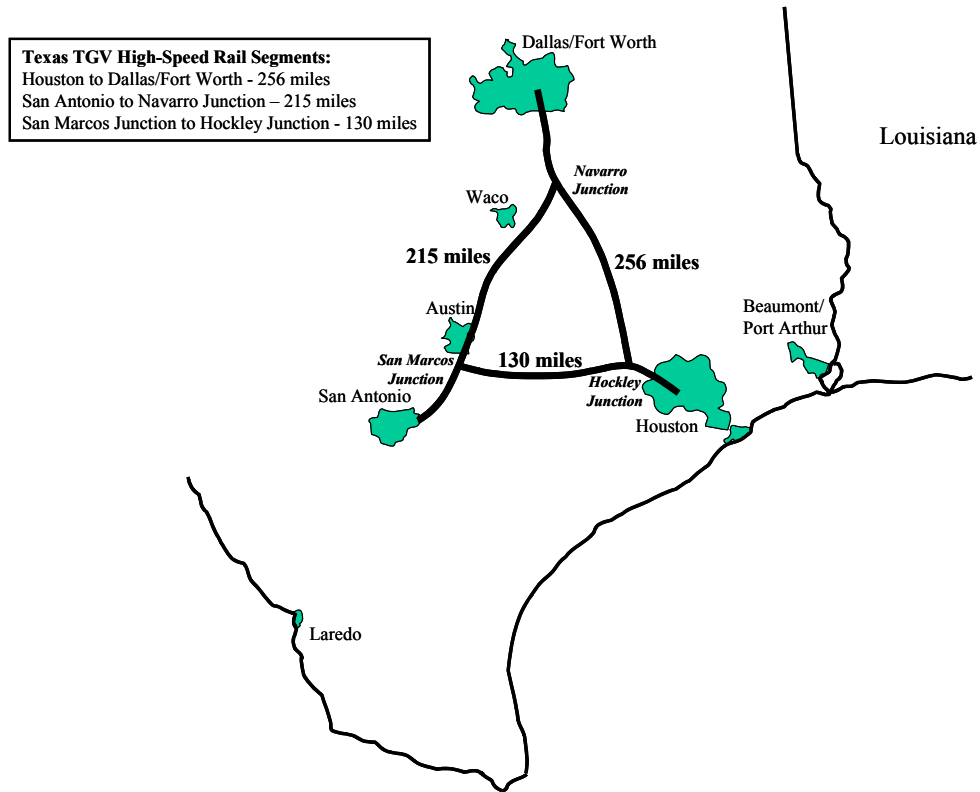 Texas TGV High-Speed Rail Segments:
Houston to Dallas/Fort Worth - 256 miles
San Antonio to Navarro Junction – 215 miles
San Marcos Junction to Hockley Junction - 130 miles
Dallas/Fort Worth
Louisiana
Navarro
Junction
Waco
215 miles
256 miles
Austin
Beaumont/
Port Arthur
San Marcos
Junction
130 miles
Hockley
Junction
San Antonio
Houston
Laredo